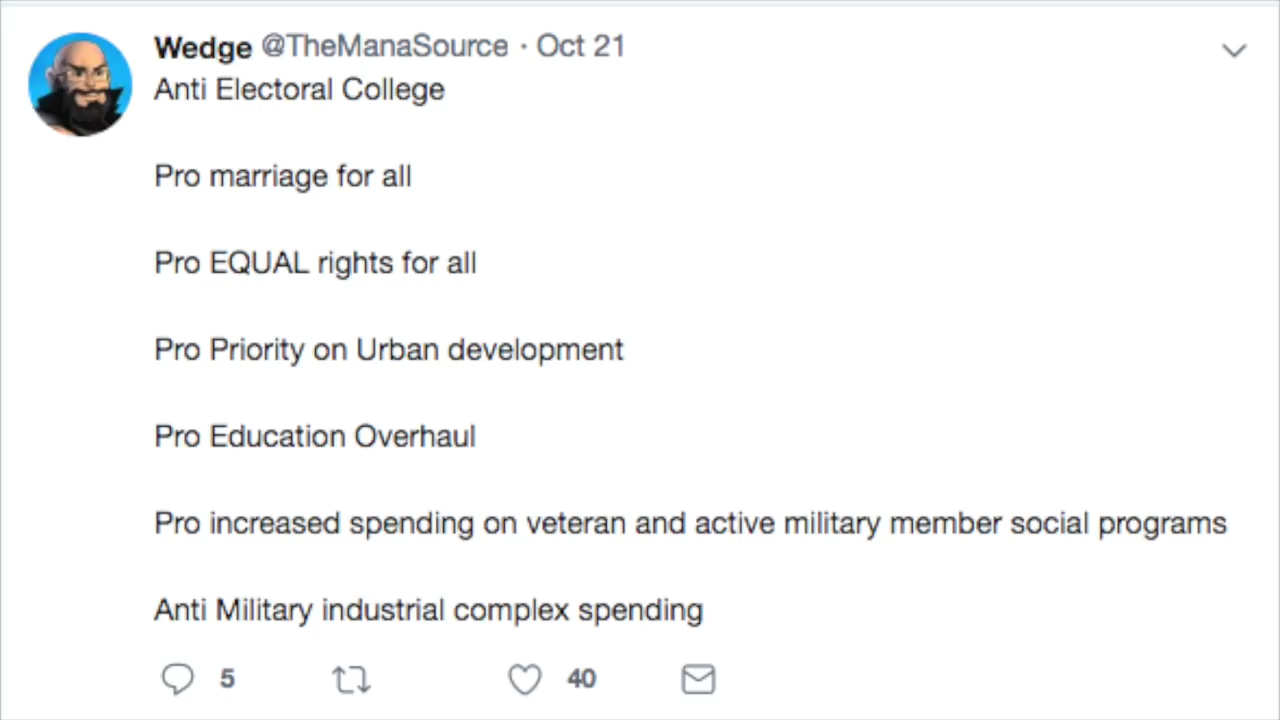 Wedge @TheManaSource · Oct 21
Anti Electoral College
Pro marriage for all
Pro EQUAL rights for all
Pro Priority on Urban development
Pro Education Overhaul
Pro increased spending on veteran and active military member social programs
Anti Military industrial complex spending
5 40